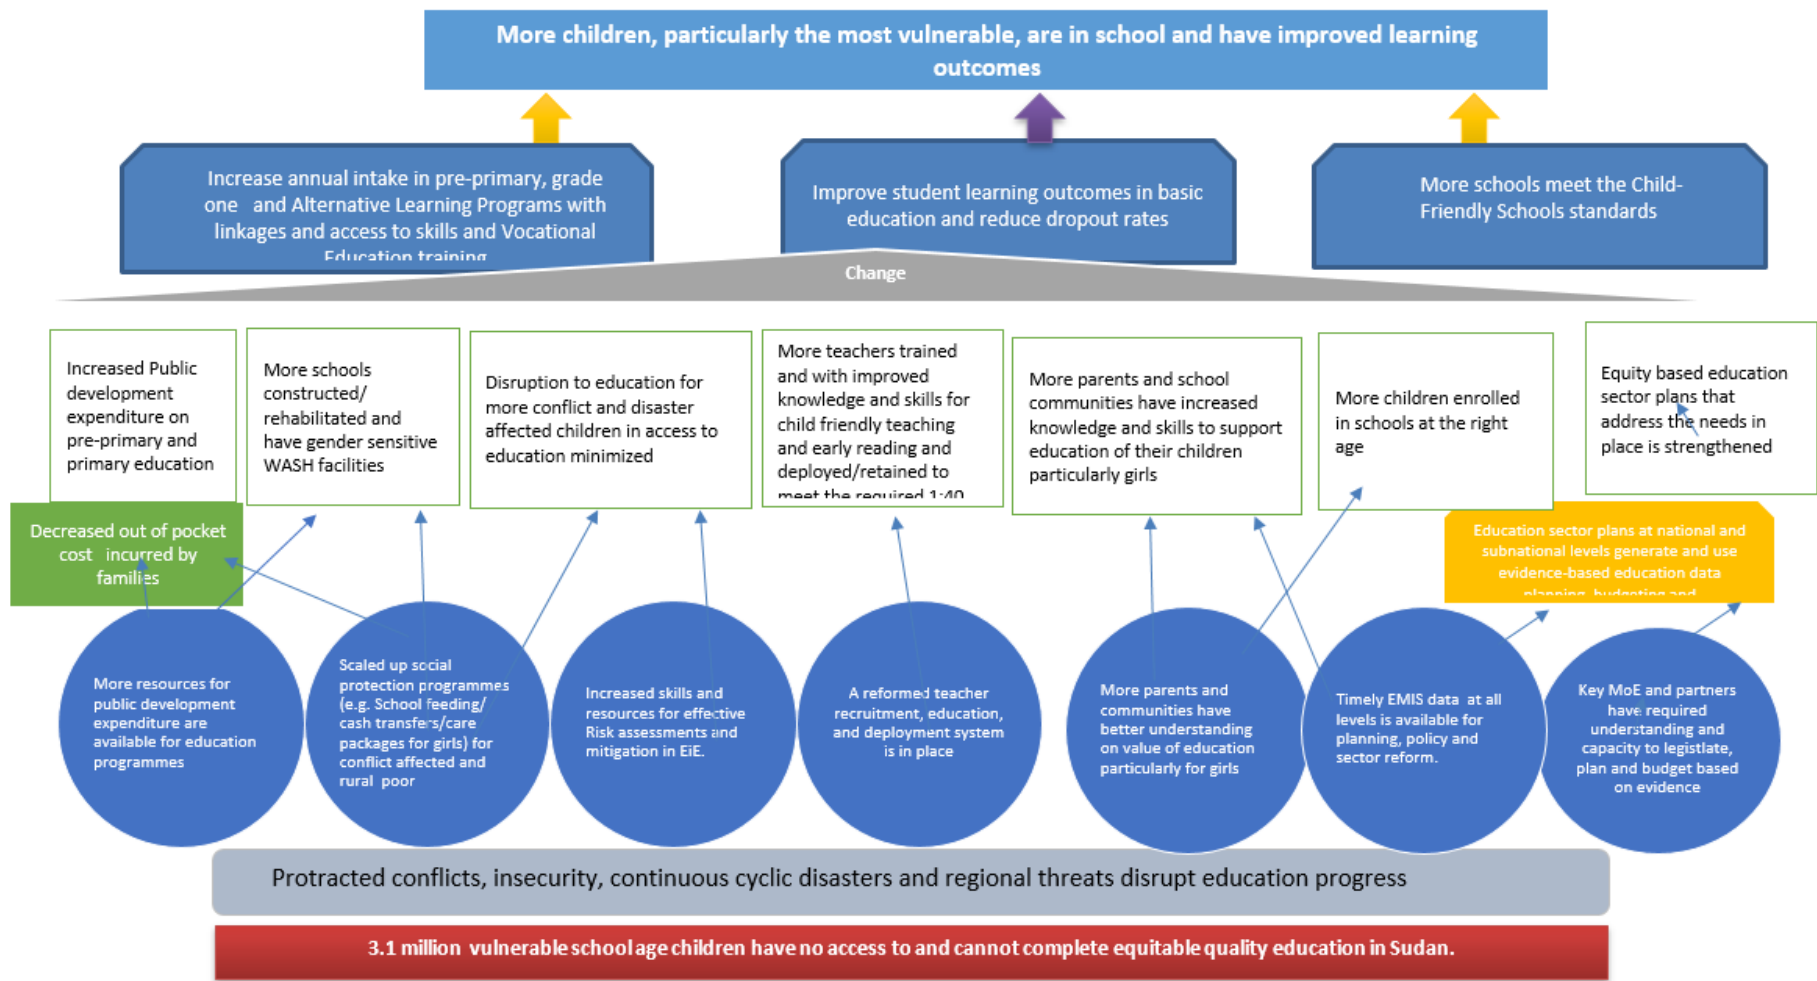 More children, particularly the most vulnerable, are in school and have improved learning
outcomes
Increase annual intake in pre-primary, grade
one and Alternative Learning Programs with
linkages and access to skills and Vocational
Education training
Improve student learning outcomes in basic
education and reduce dropout rates
More schools meet the Child-
Friendly Schools standards
Change
Increased Public
development
expenditure on
pre-primary and
primary education
More schools
constructed/
rehabilitated and
have gender sensitive
WASH facilities
Disruption to education for
more conflict and disaster
affected children in access to
education minimized
More teachers trained
and with improved
knowledge and skills for
child friendly teaching
and early reading and
deployed/retained to
meet the required 1:40
More parents and school
communities have increased
knowledge and skills to support
education of their children
particularly girls
More children enrolled
in schools at the right
age
Equity based education
sector plans that
address the needs in
place is strengthened
Decreased out of pocket
cost incurred by
families
Education sector plans at national and
subnational levels generate and use
evidence-based education data
planning, budgeting and
More resources for
public development
expenditure are
available for education
programmes
Scaled up social
protection programmes
(e.g. School feeding/
cash transfers/care
packages for girls) for
conflict affected and
rural poor
Increased skills and
resources for effective
Risk assessments and
mitigation in EiE.
A reformed teacher
recruitment, education,
and deployment system
is in place
More parents and
communities have
better understanding
on value of education
particularly for girls
Timely EMIS data at all
levels is available for
planning, policy and
sector reform.
Key MoE and partners
have required
understanding and
capacity to legistlate,
plan and budget based
on evidence
Protracted conflicts, insecurity, continuous cyclic disasters and regional threats disrupt education progress
3.1 million vulnerable school age children have no access to and cannot complete equitable quality education in Sudan.